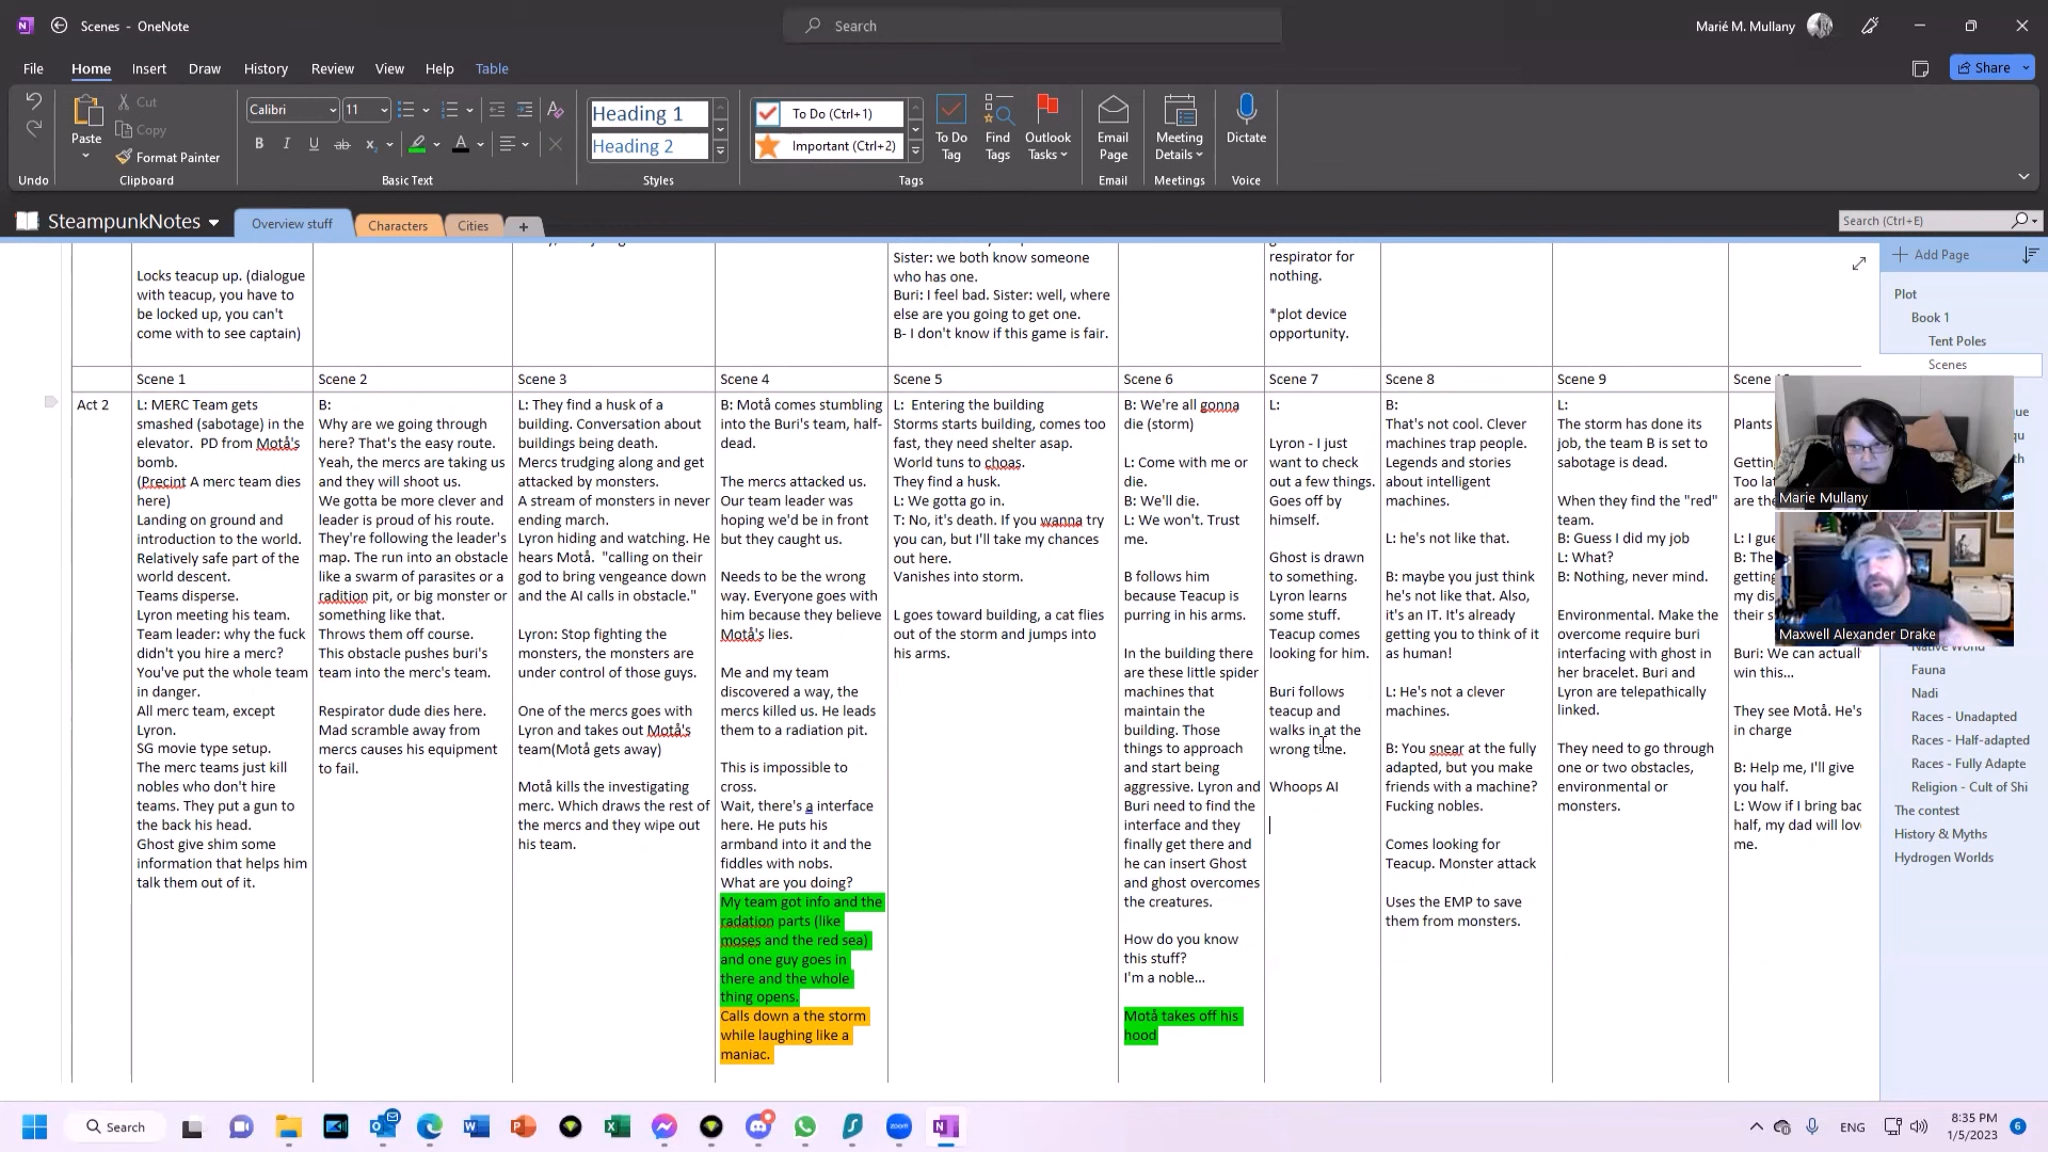 Scenes - OneNote
Search
Marié M. Mullany
File
Home
Insert
Draw
History
Review
View
Help
Table
Share
Paste
Cut
Copy
Format Painter
Calibri
11
B I U ab x
A
Heading 1
Heading 2
To Do (Ctrl+1)
Important (Ctrl+2)
To Do
Tag
Find
Tags
Outlook
Tasks
Email
Page
Meeting
Details
Dictate
Undo
Clipboard
Basic Text
Styles
Tags
Email
Meetings
Voice
SteampunkNotes
Overview stuff
Characters
Cities
+
Search (Ctrl+E)
Locks teacup up. (dialogue
with teacup, you have to
be locked up, you can't
come with to see captain)
Sister: we both know someone
who has one.
Buri: I feel bad. Sister: well, where
else are you going to get one.
B- I don't know if this game is fair.
respirator for
nothing.
*plot device
opportunity.
Scene 1
Scene 2
Scene 3
Scene 4
Scene 5
Scene 6
Scene 7
Scene 8
Scene 9
Act 2
L: MERC Team gets
smashed (sabotage) in the
elevator.  PD from Motå's
bomb.
(Precint A merc team dies
here)
Landing on ground and
introduction to the world.
Relatively safe part of the
world descent.
Teams disperse.
Lyron meeting his team.
Team leader: why the fuck
didn't you hire a merc?
You've put the whole team
in danger.
All merc team, except
Lyron.
SG movie type setup.
The merc teams just kill
nobles who don't hire
teams. They put a gun to
the back his head.
Ghost give shim some
information that helps him
talk them out of it.
B:
Why are we going through
here? That's the easy route.
Yeah, the mercs are taking us
and they will shoot us.
We gotta be more clever and
leader is proud of his route.
They're following the leader's
map. The run into an obstacle
like a swarm of parasites or a
radition pit, or big monster or
something like that.
Throws them off course.
This obstacle pushes buri's
team into the merc's team.
Respirator dude dies here.
Mad scramble away from
mercs causes his equipment
to fail.
L: They find a husk of a
building. Conversation about
buildings being death.
Mercs trudging along and get
attacked by monsters.
A stream of monsters in never
ending march.
Lyron hiding and watching. He
hears Motå.  "calling on their
god to bring vengeance down
and the AI calls in obstacle."
Lyron: Stop fighting the
monsters, the monsters are
under control of those guys.
One of the mercs goes with
Lyron and takes out Motå's
team(Motå gets away)
Motå kills the investigating
merc. Which draws the rest of
the mercs and they wipe out
his team.
B: Motå comes stumbling
into the Buri's team, half-
dead.
The mercs attacked us.
Our team leader was
hoping we'd be in front
but they caught us.
Needs to be the wrong
way. Everyone goes with
him because they believe
Motå's lies.
Me and my team
discovered a way, the
mercs killed us. He leads
them to a radiation pit.
This is impossible to
cross.
Wait, there's a interface
here. He puts his
armband into it and the
fiddles with nobs.
What are you doing?
My team got info and the
radation parts (like
moses and the red sea)
and one guy goes in
there and the whole
thing opens.
Calls down a the storm
while laughing like a
maniac.
L:  Entering the building
Storms starts building, comes too
fast, they need shelter asap.
World tuns to choas.
They find a husk.
L: We gotta go in.
T: No, it's death. If you wanna try
you can, but I'll take my chances
out here.
Vanishes into storm.
L goes toward building, a cat flies
out of the storm and jumps into
his arms.
B: We're all gonna
die (storm)
L: Come with me or
die.
B: We'll die.
L: We won't. Trust
me.
B follows him
because Teacup is
purring in his arms.
In the building there
are these little spider
machines that
maintain the
building. Those
things to approach
and start being
aggressive. Lyron and
Buri need to find the
interface and they
finally get there and
he can insert Ghost
and ghost overcomes
the creatures.
How do you know
this stuff?
I'm a noble...
Motå takes off his
hood
L:
Lyron - I just
want to check
out a few things.
Goes off by
himself.
Ghost is drawn
to something.
Lyron learns
some stuff.
Teacup comes
looking for him.
Buri follows
teacup and
walks in at the
wrong time.
Whoops AI
B:
That's not cool. Clever
machines trap people.
Legends and stories
about intelligent
machines.
L: he's not like that.
B: maybe you just think
he's not like that. Also,
it's an IT. It's already
getting you to think of it
as human!
L: He's not a clever
machines.
B: You snear at the fully
adapted, but you make
friends with a machine?
Fucking nobles.
Comes looking for
Teacup. Monster attack
Uses the EMP to save
them from monsters.
L:
The storm has done its
job, the team B is set to
sabotage is dead.
When they find the "red"
team.
B: Guess I did my job
L: What?
B: Nothing, never mind.
Environmental. Make the
overcome require buri
interfacing with ghost in
her bracelet. Buri and
Lyron are telepathically
linked.
They need to go through
one or two obstacles,
environmental or
monsters.
Plants
Getting
Too lat
are the
L: I gue
B: The
getting
my dis
their s
Buri: We can actuall
win this...
They see Motå. He's
in charge
B: Help me, I'll give
you half.
L: Wow if I bring bac
half, my dad will lov
me.
Marie Mullany
Maxwell Alexander Drake
Add Page
Plot
Book 1
Tent Poles
Scenes
Native World
Fauna
Nadi
Races - Unadapted
Races - Half-adapted
Races - Fully Adapte
Religion - Cult of Shi
The contest
History & Myths
Hydrogen Worlds
Search
zoom
ENG
8:35 PM
1/5/2023
6